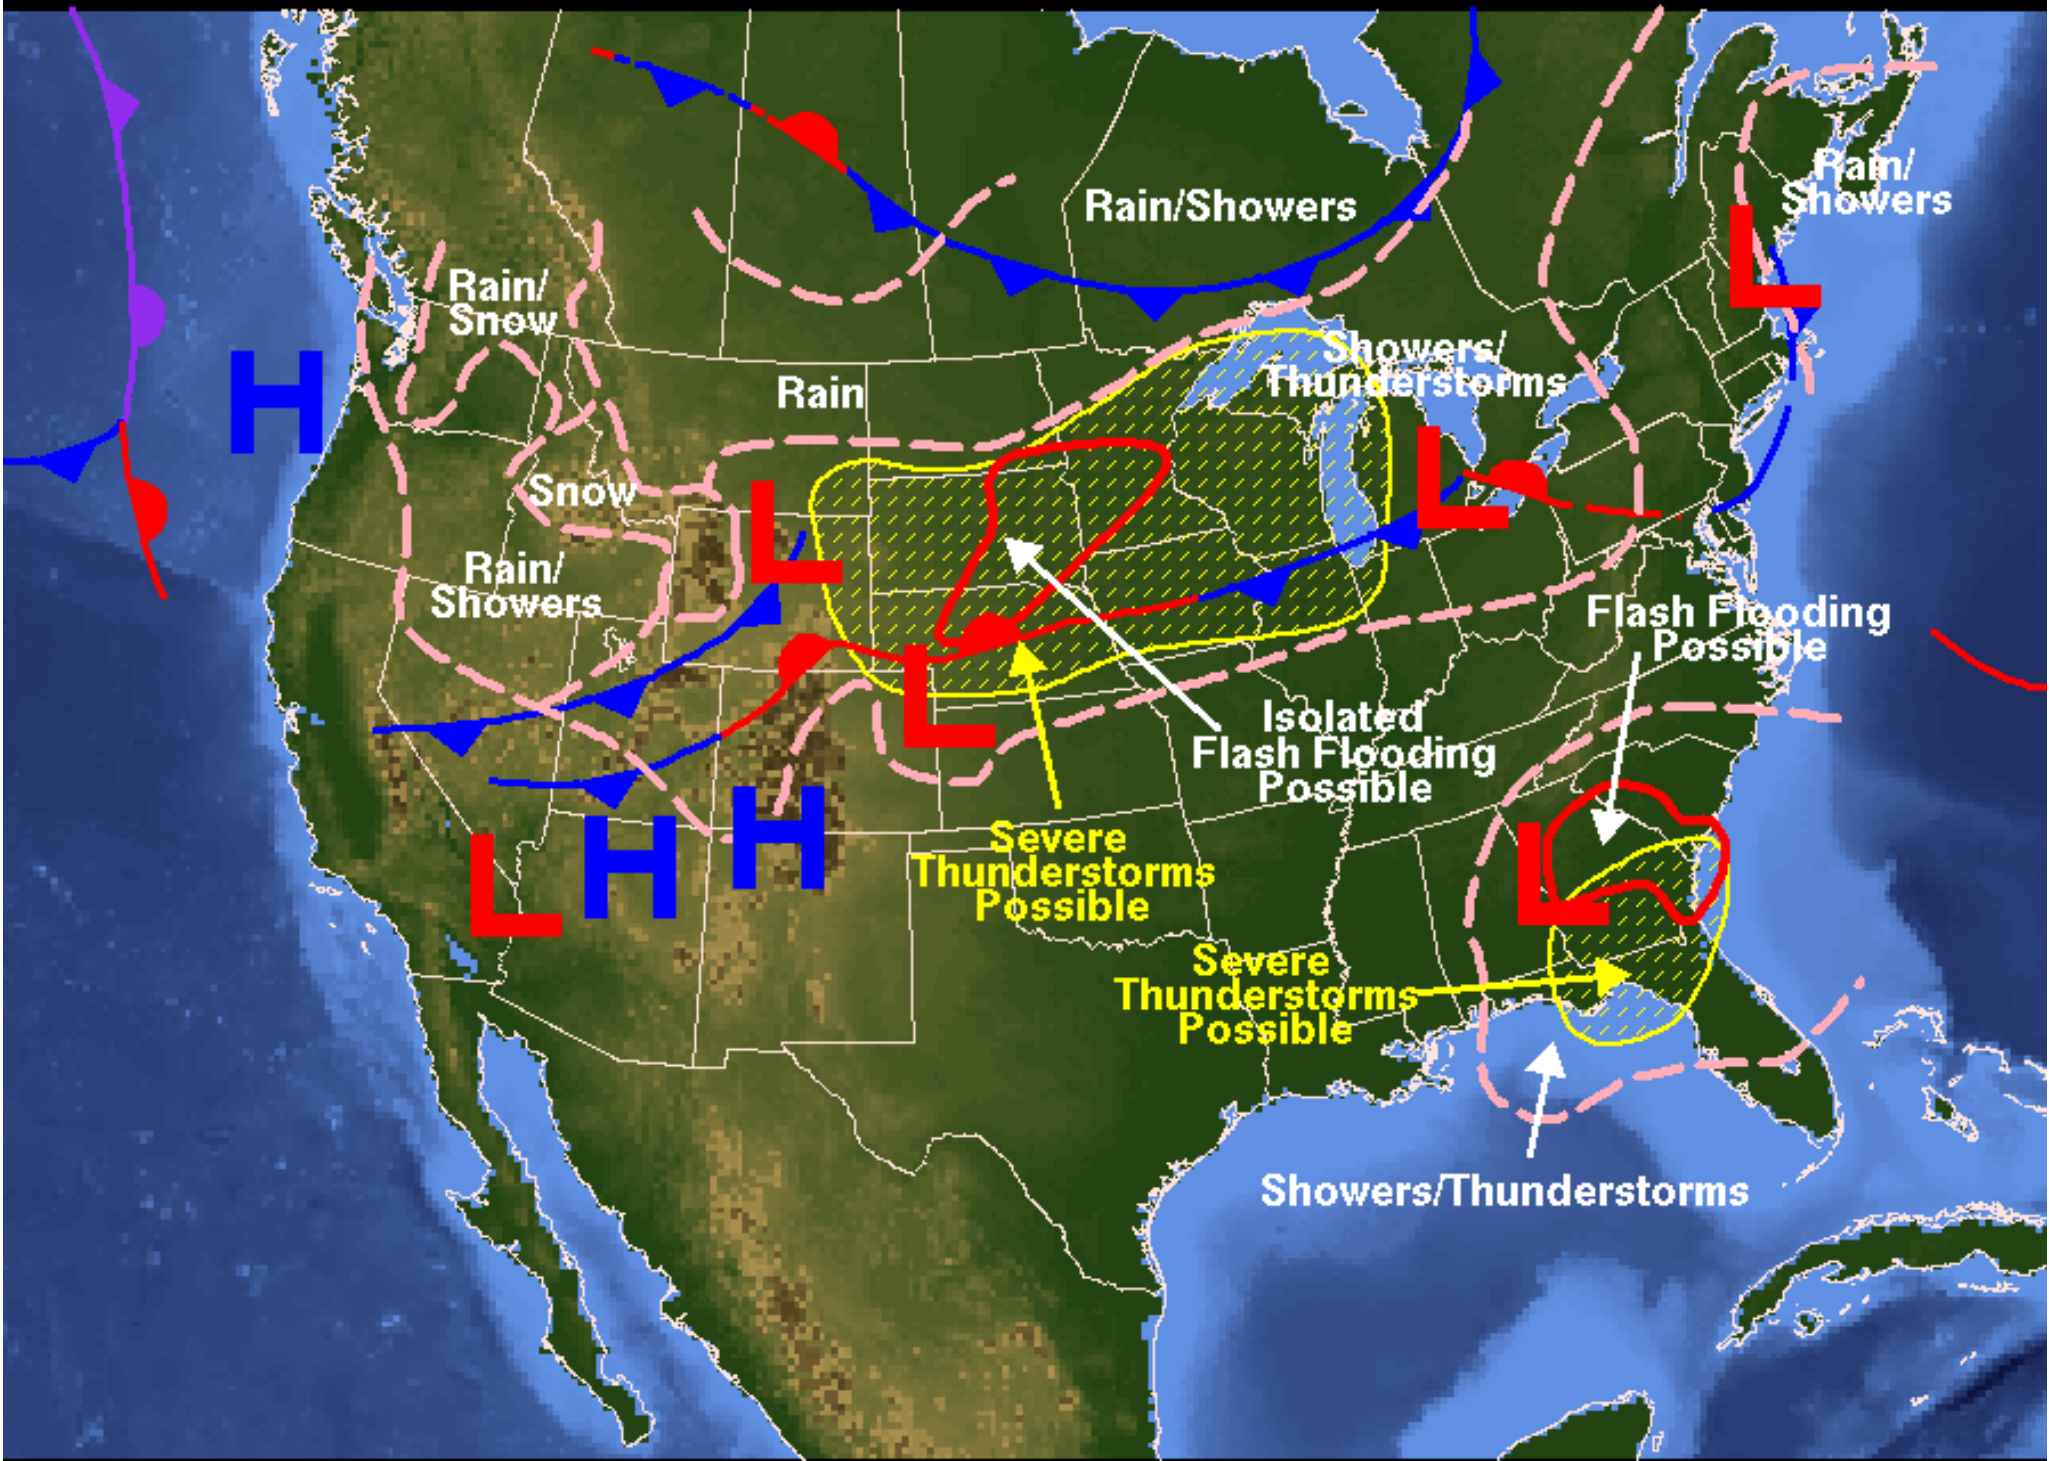 Rain/
Showers
Rain/Showers
Rain/
Snow
Showers/
Thunderstorms
Rain
H
L
L
Snow
L
Rain/
Showers
Flash Flooding
Possible
L
Isolated
Flash Flooding
Possible
H
H
L
Severe
Thunderstorms
Possible
L
Severe
Thunderstorms
Possible
Showers/Thunderstorms